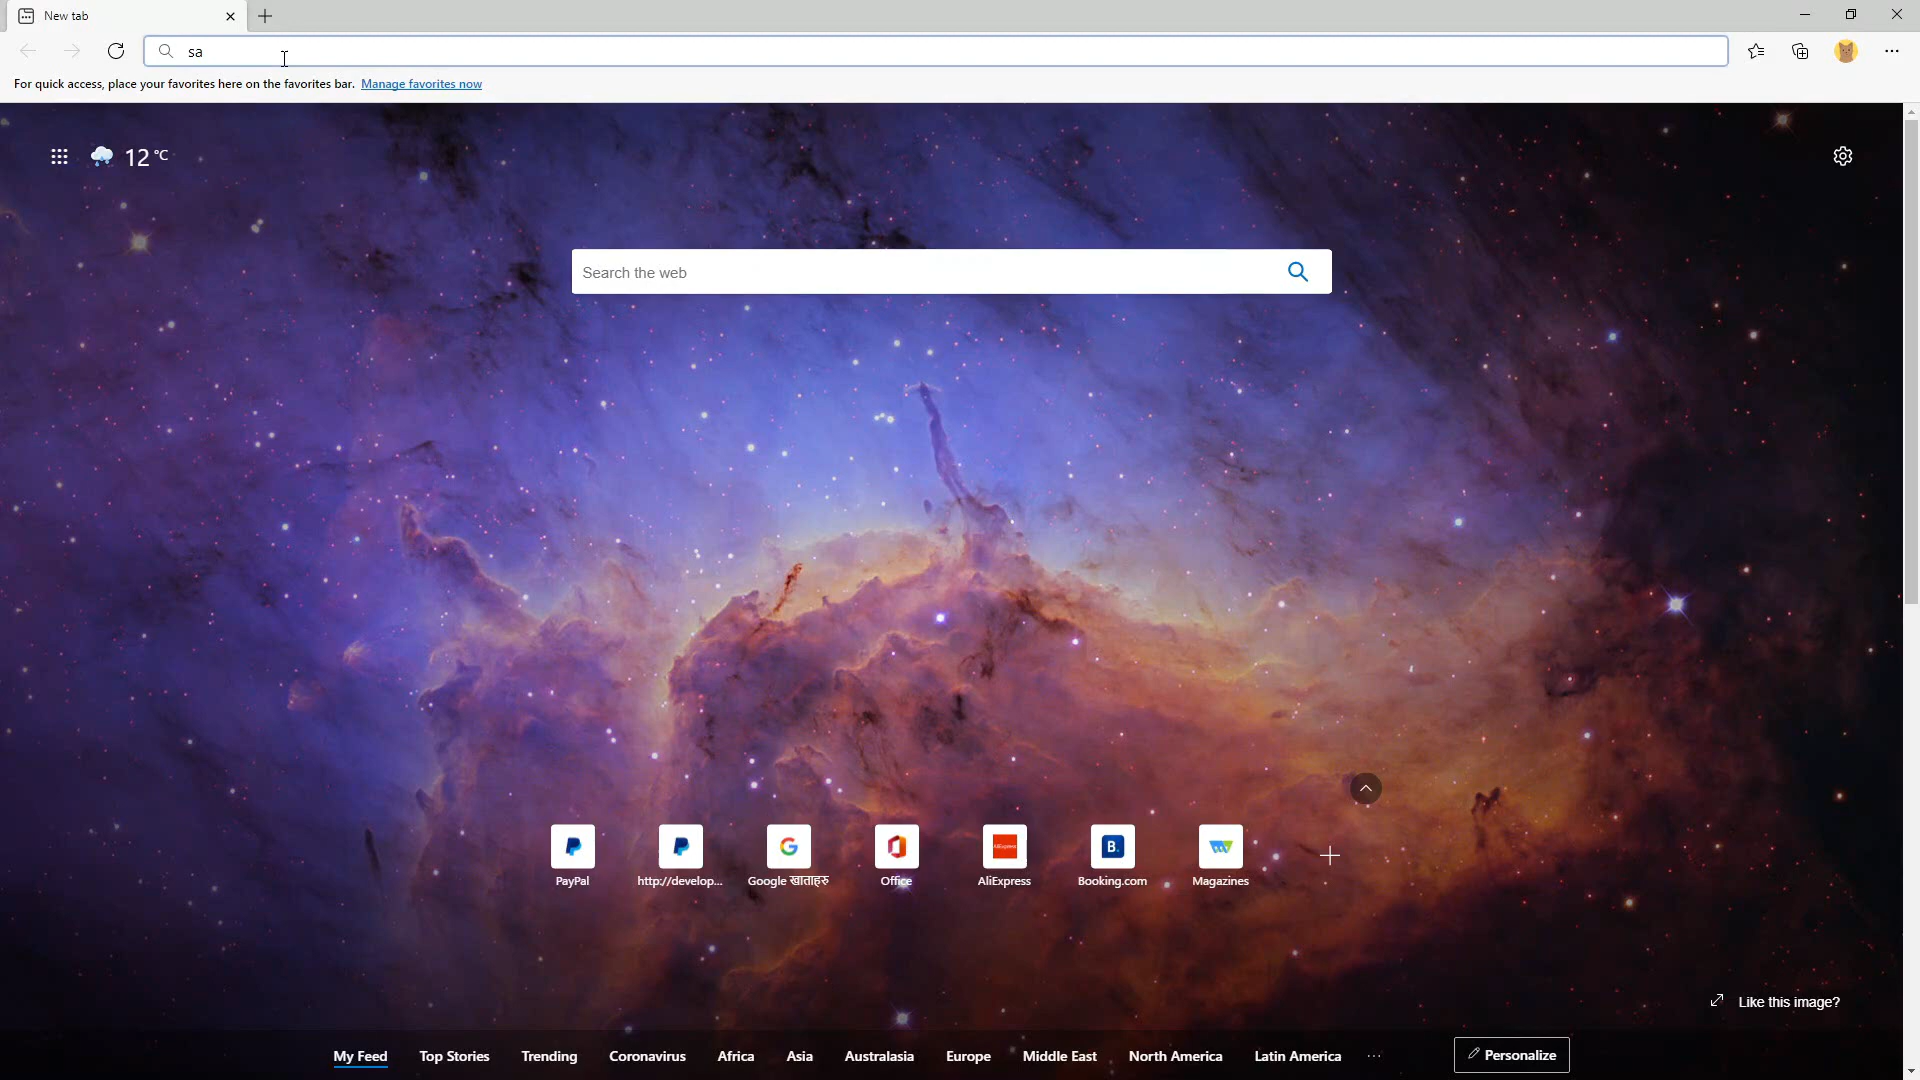 New tab
sa
For quick access, place your favorites here on the favorites bar. Manage favorites now
12 °C
Search the web
PayPal
http://develop...
Google खाताहरु
Office
AliExpress
Booking.com
Magazines
Like this image?
My Feed Top Stories Trending Coronavirus Africa Asia Australasia Europe Middle East North America Latin America ... Personalize